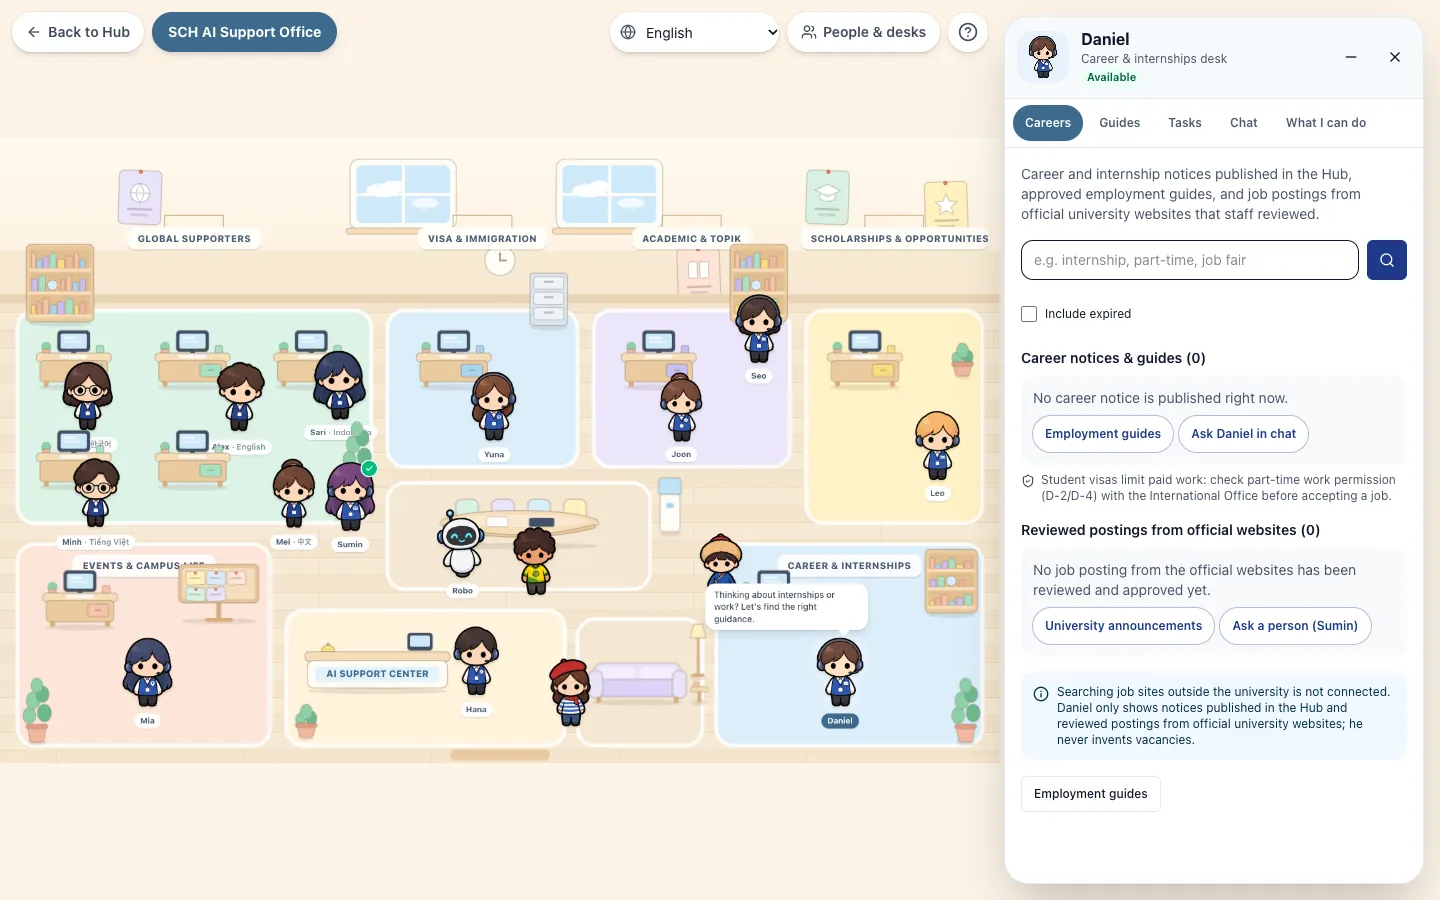 Back to Hub
SCH AI Support Office
English
People & desks
GLOBAL SUPPORTERS
VISA & IMMIGRATION
ACADEMIC & TOPIK
SCHOLARSHIPS & OPPORTUNITIES
Seo
한국어
Alex · English
Sari · Indo
Yuna
Joon
Leo
Minh · Tiếng Việt
Mei · 中文
Sumin
EVENTS & CAMPUS LIFE
Robo
CAREER & INTERNSHIPS
Thinking about internships or
work? Let's find the right
guidance.
AI SUPPORT CENTER
Mia
Hana
Daniel
Daniel
Career & internships desk
Available
Careers
Guides
Tasks
Chat
What I can do
Career and internship notices published in the Hub,
approved employment guides, and job postings from
official university websites that staff reviewed.
e.g. internship, part-time, job fair
Include expired
Career notices & guides (0)
No career notice is published right now.
Employment guides
Ask Daniel in chat
Student visas limit paid work: check part-time work permission
(D-2/D-4) with the International Office before accepting a job.
Reviewed postings from official websites (0)
No job posting from the official websites has been
reviewed and approved yet.
University announcements
Ask a person (Sumin)
Searching job sites outside the university is not connected.
Daniel only shows notices published in the Hub and
reviewed postings from official university websites; he
never invents vacancies.
Employment guides